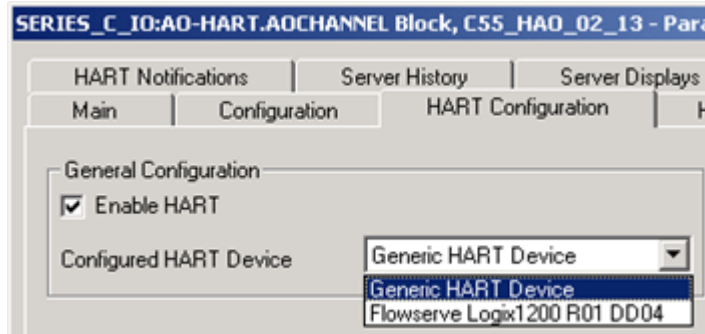 SERIES_C_IO:AO-HART.AOCHANNEL Block, C55_HAO_02_13 - Para
HART Notifications Server History Server Displays
Main Configuration HART Configuration
General Configuration
Enable HART
Configured HART Device Generic HART Device
Generic HART Device
Flowserve Logix1200 R01 DD04